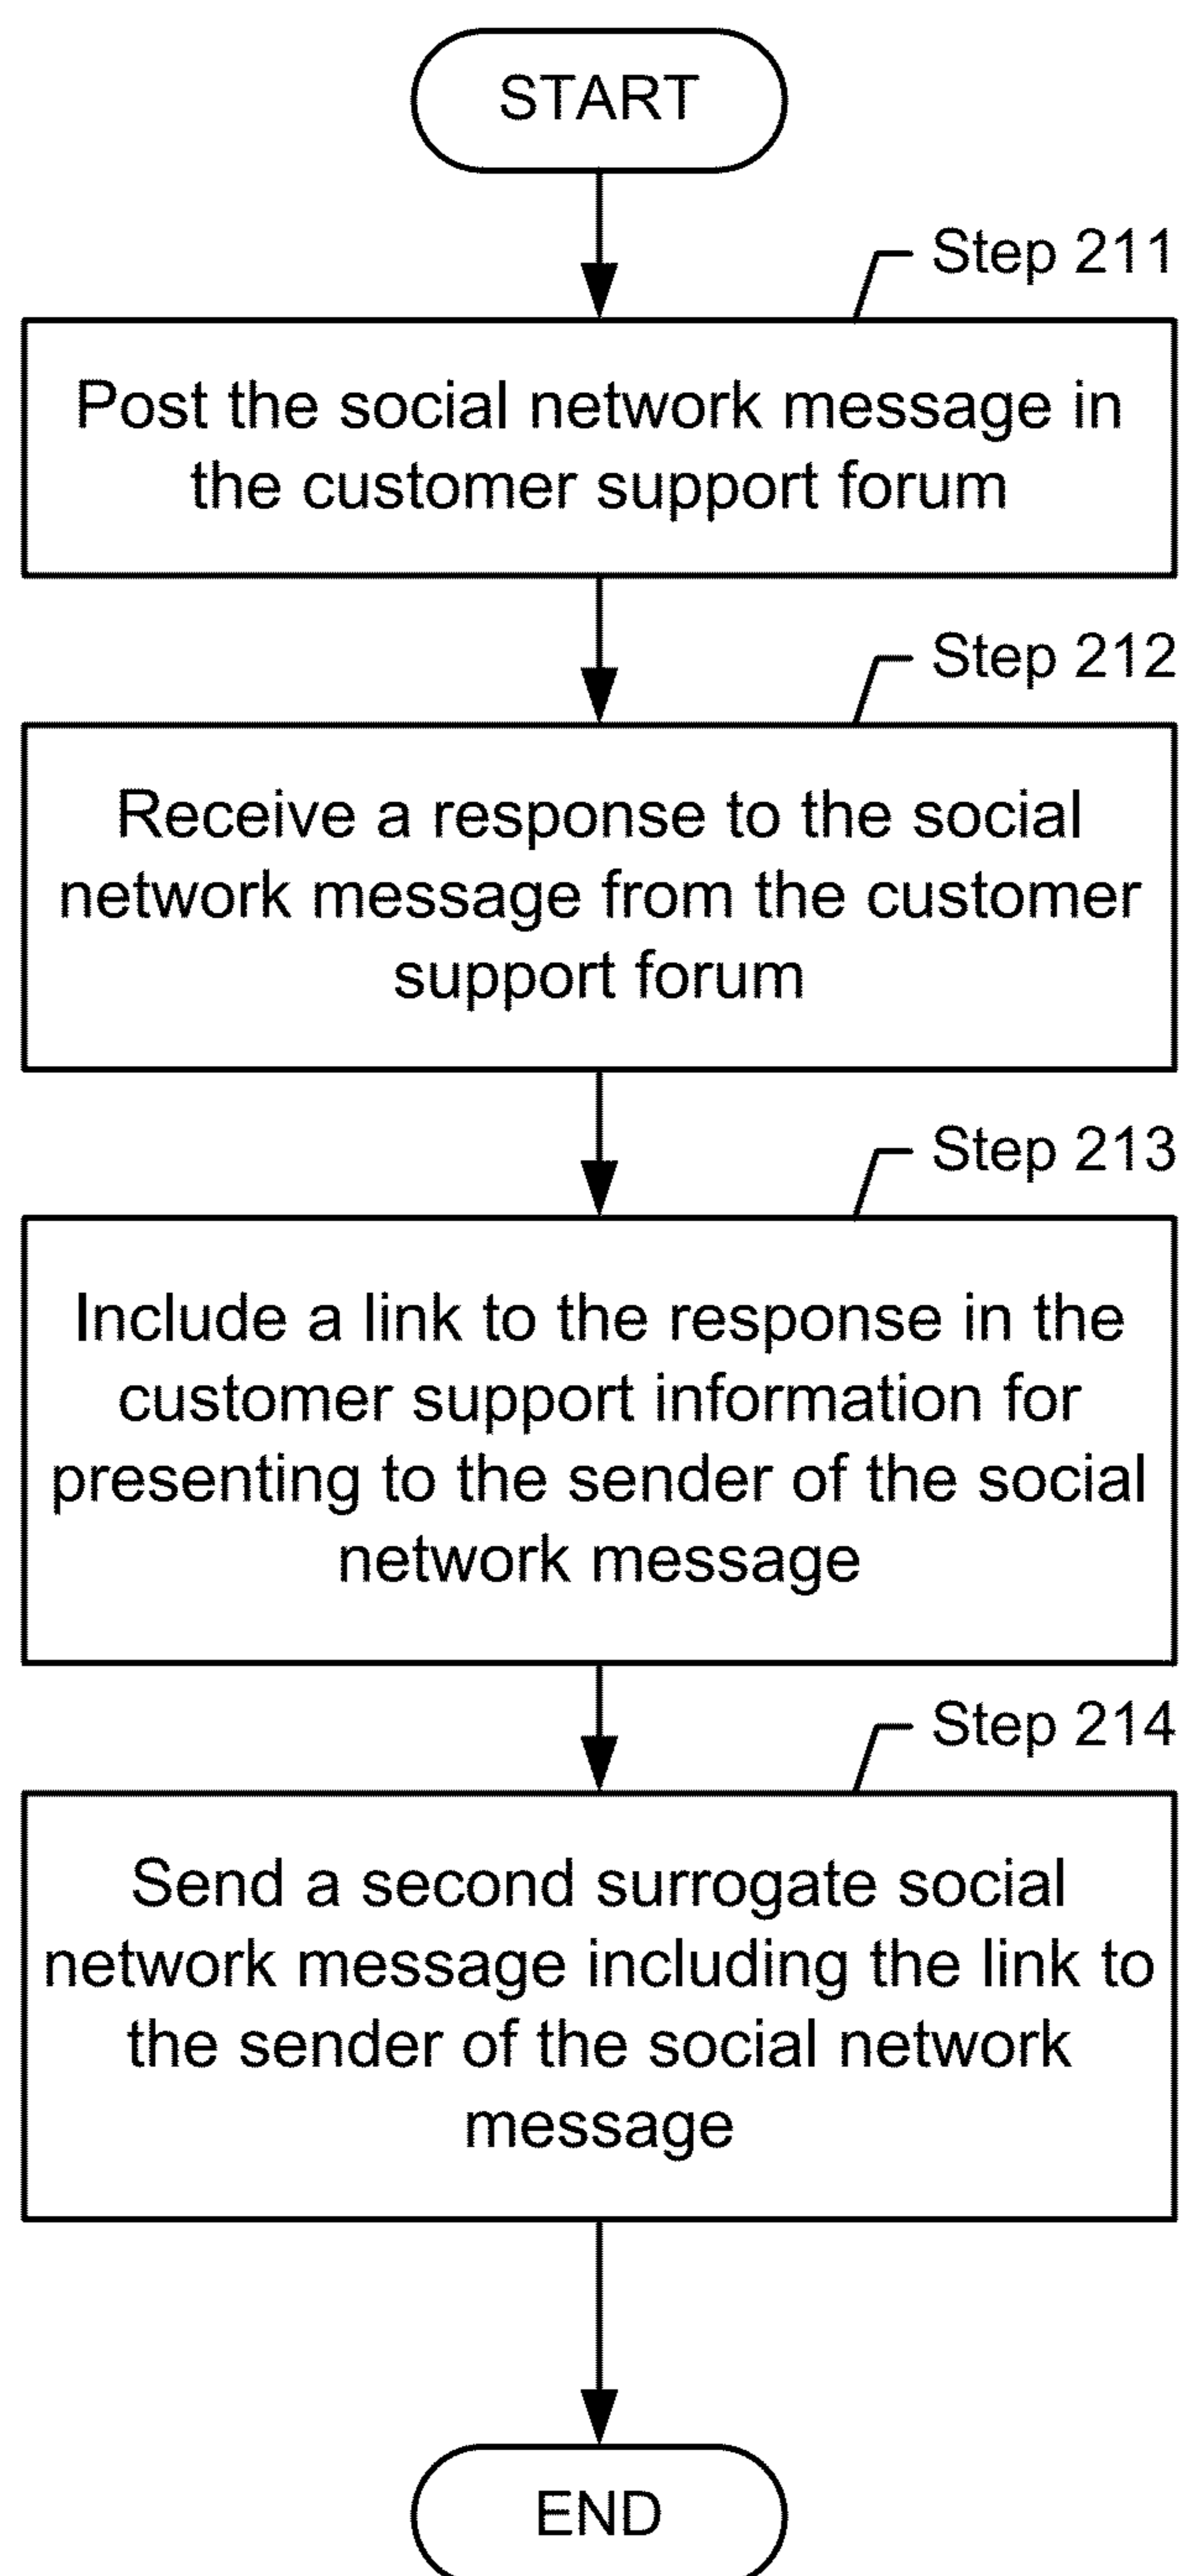 START
Step 211
Post the social network message in
the customer support forum
Step 212
Receive a response to the social
network message from the customer
support forum
Step 213
Include a link to the response in the
customer support information for
presenting to the sender of the social
network message
Step 214
Send a second surrogate social
network message including the link to
the sender of the social network
message
END